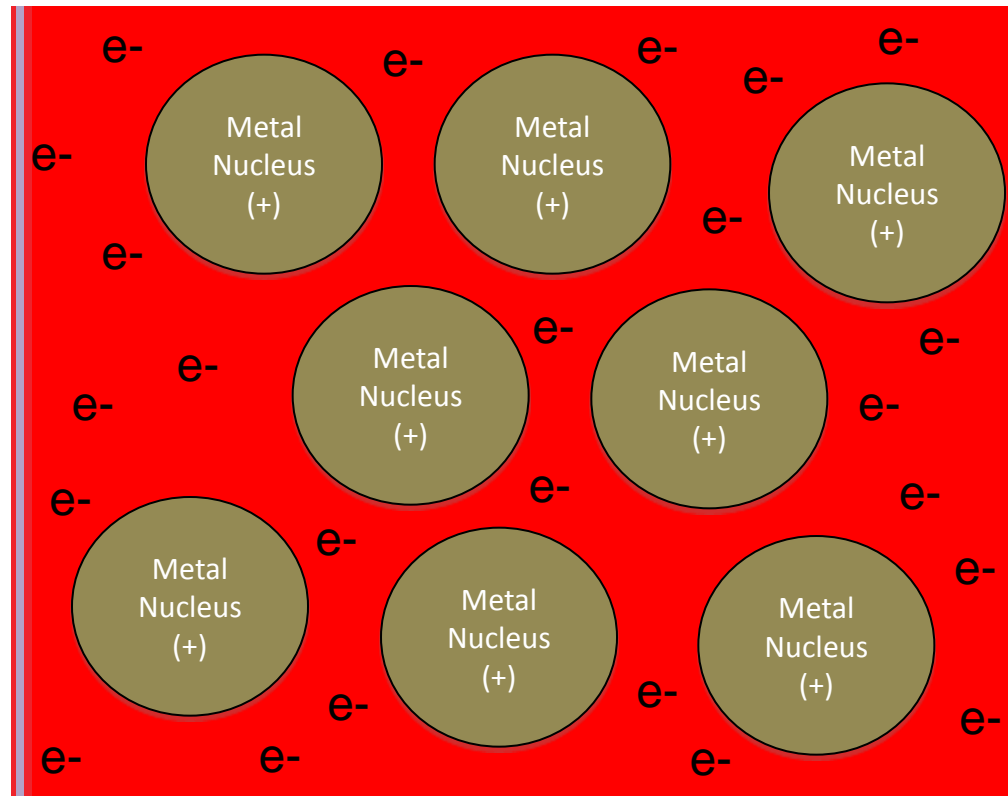 e-
e-
e-
e-
e-
e-
Metal
Nucleus
(+)
Metal
Nucleus
(+)
Metal
Nucleus
(+)
e-
e-
e-
e-
e-
e-
Metal
Nucleus
(+)
Metal
Nucleus
(+)
e-
e-
e-
e-
e-
e-
e-
Metal
Nucleus
(+)
Metal
Nucleus
(+)
Metal
Nucleus
(+)
e-
e-
e-
e-
e-
e-